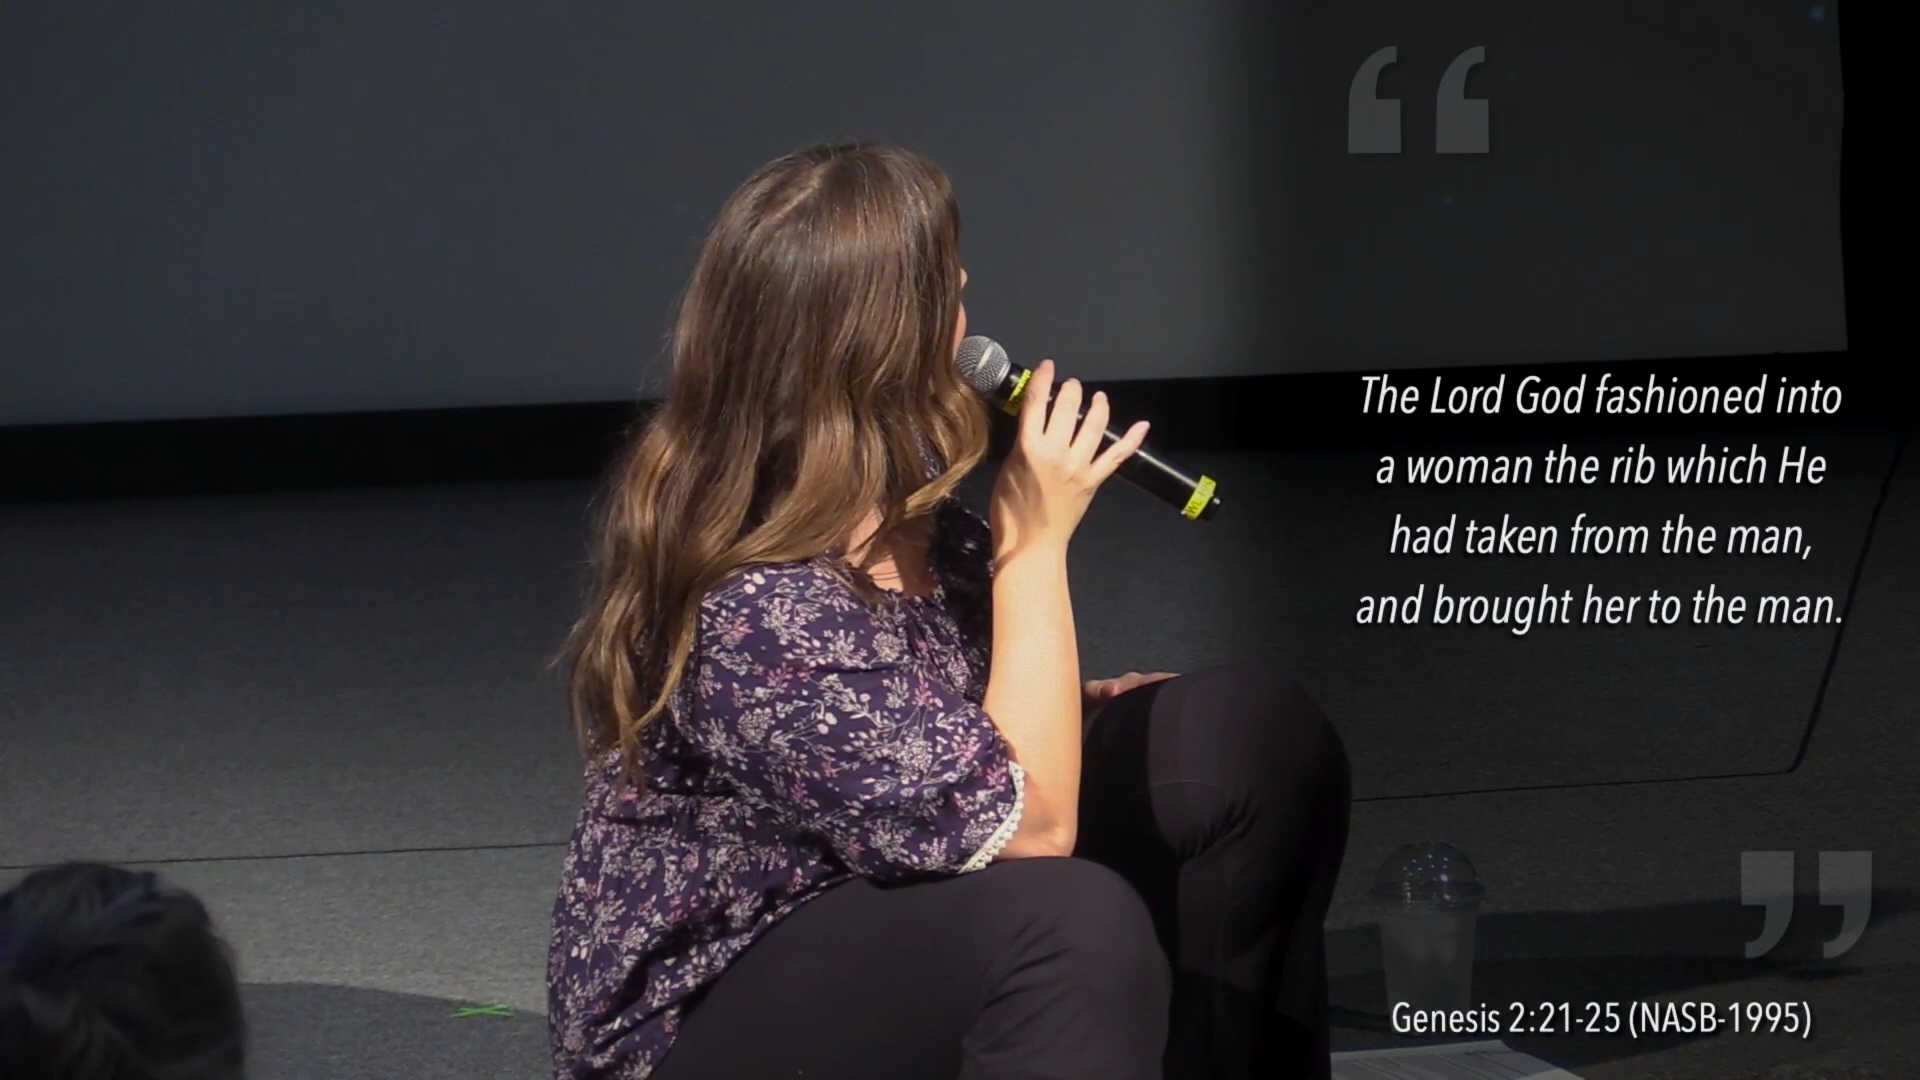 “
The Lord God fashioned into
a woman the rib which He
had taken from the man,
and brought her to the man.
”
Genesis 2:21-25 (NASB-1995)